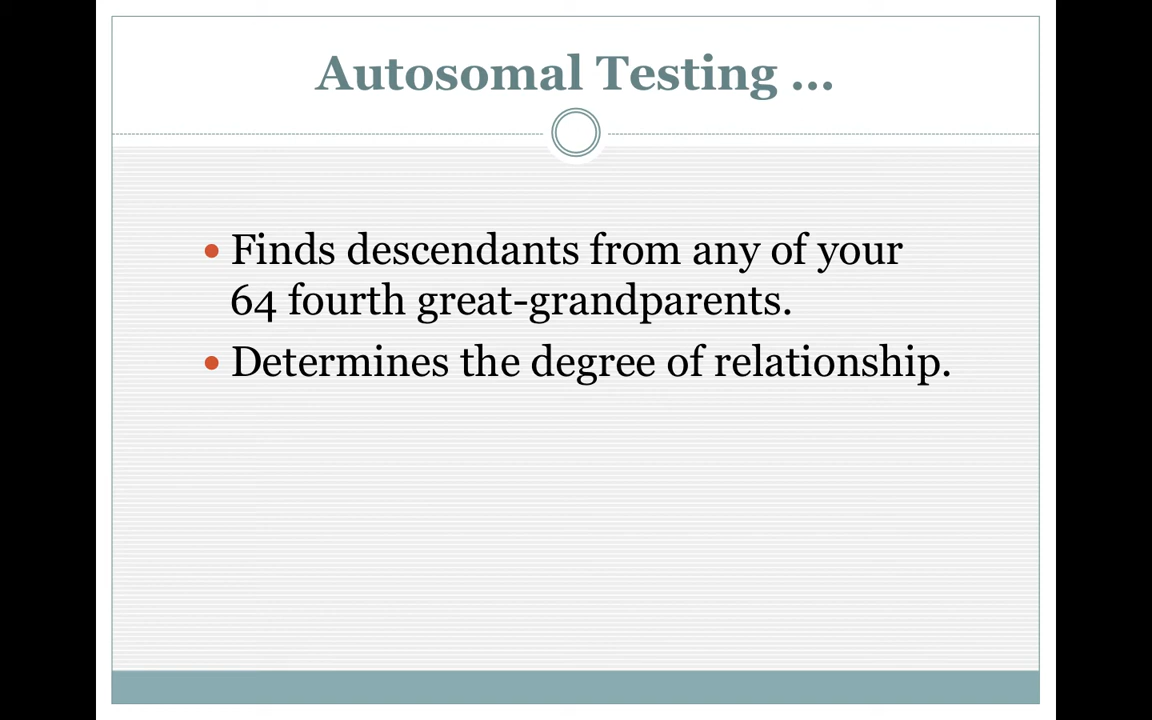 Autosomal Testing ...
• Finds descendants from any of your
64 fourth great-grandparents.
• Determines the degree of relationship.